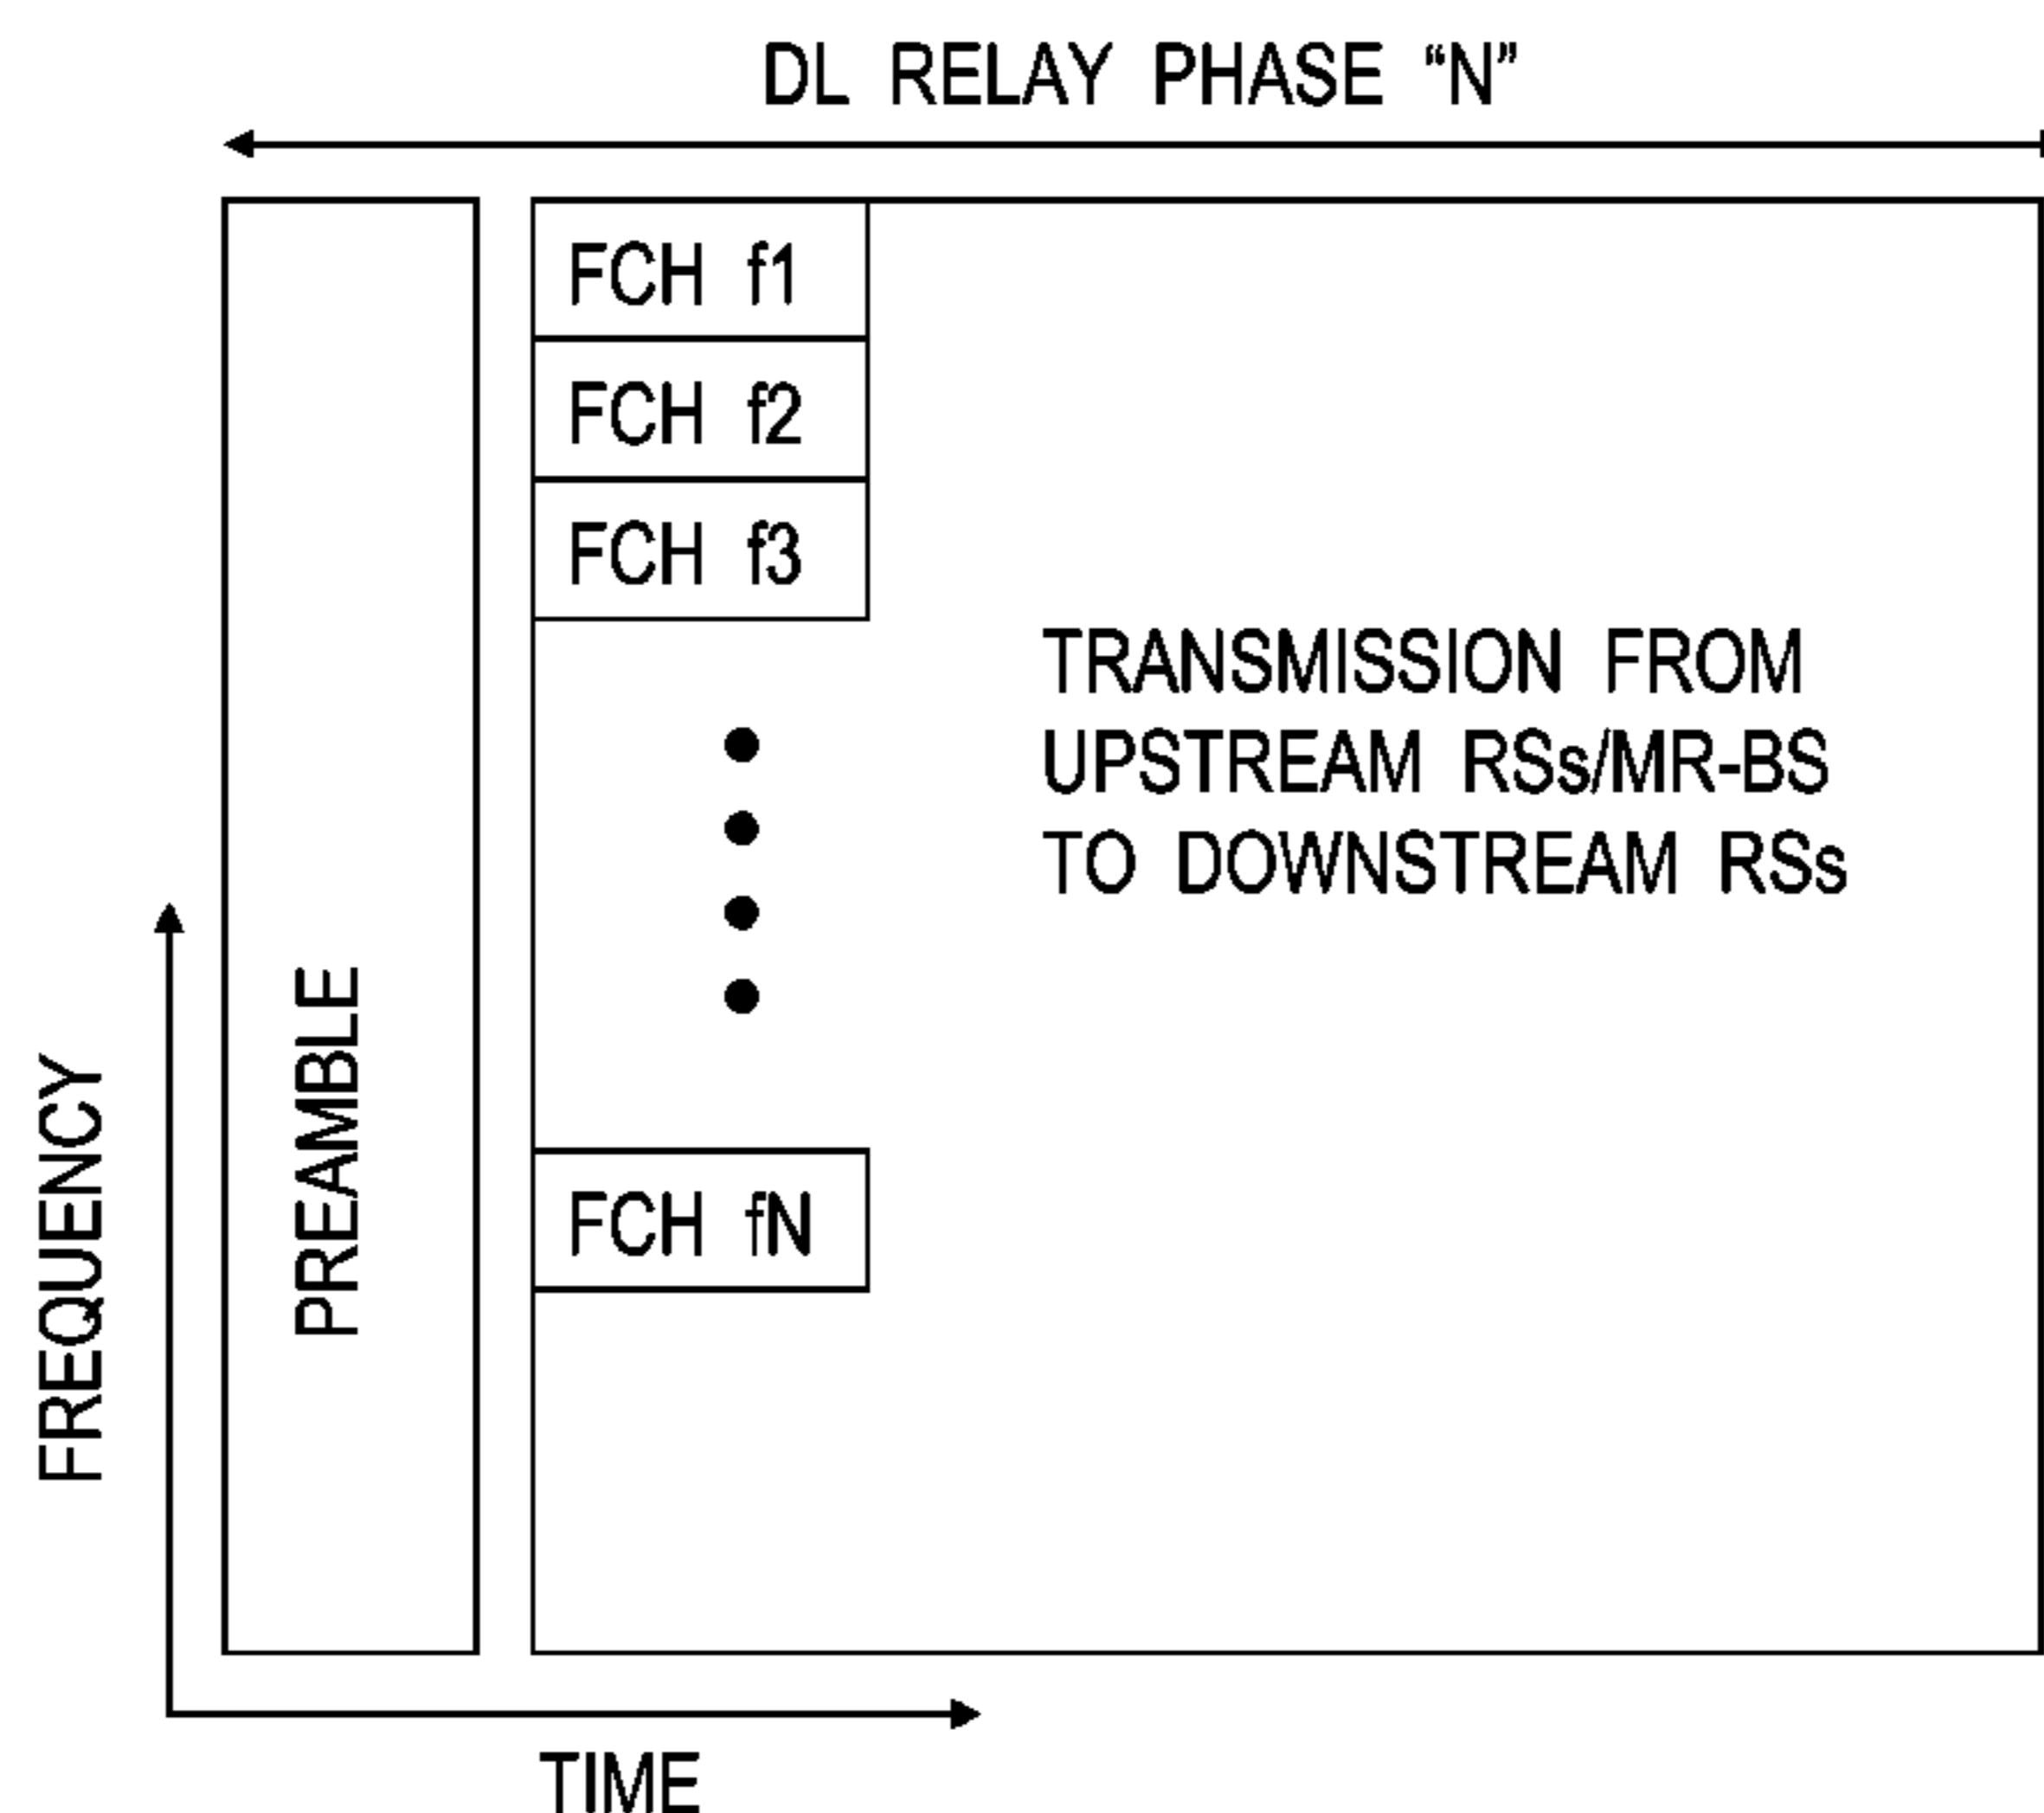 DL RELAY PHASE “N”
FCH f1
FCH f2
FCH f3
TRANSMISSION FROM
UPSTREAM RSs/MR-BS
TO DOWNSTREAM RSs
FCH fN
PREAMBLE
FREQUENCY
TIME